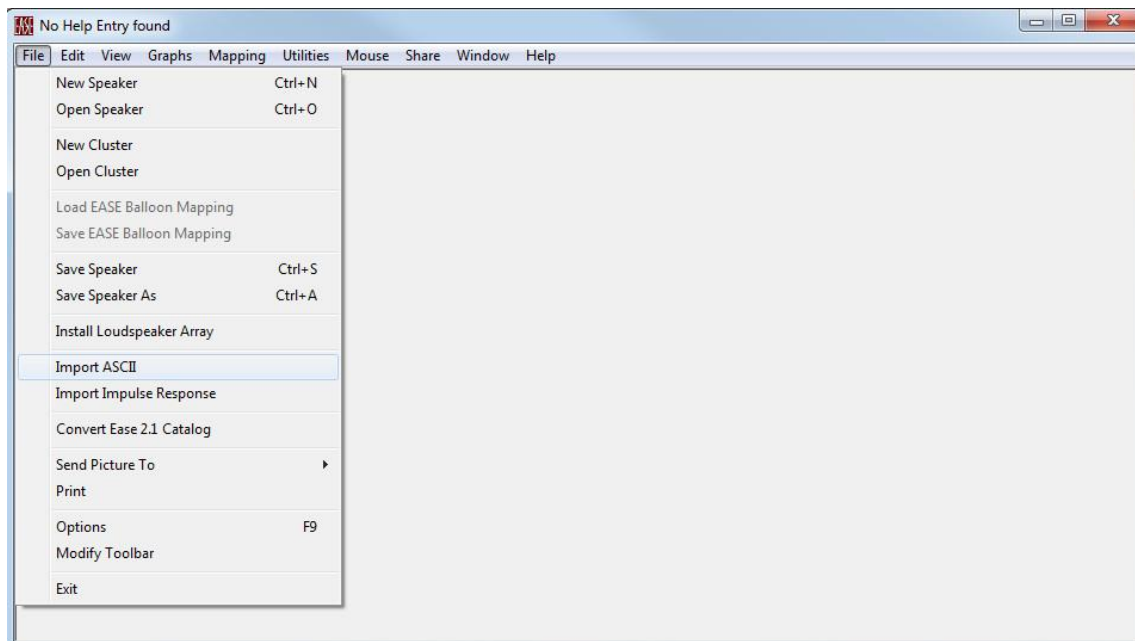 EASE No Help Entry found
File Edit View Graphs Mapping Utilities Mouse Share Window Help
New Speaker Ctrl+N
Open Speaker Ctrl+O
New Cluster
Open Cluster
Load EASE Balloon Mapping
Save EASE Balloon Mapping
Save Speaker Ctrl+S
Save Speaker As Ctrl+A
Install Loudspeaker Array
Import ASCII
Import Impulse Response
Convert Ease 2.1 Catalog
Send Picture To
Print
Options F9
Modify Toolbar
Exit